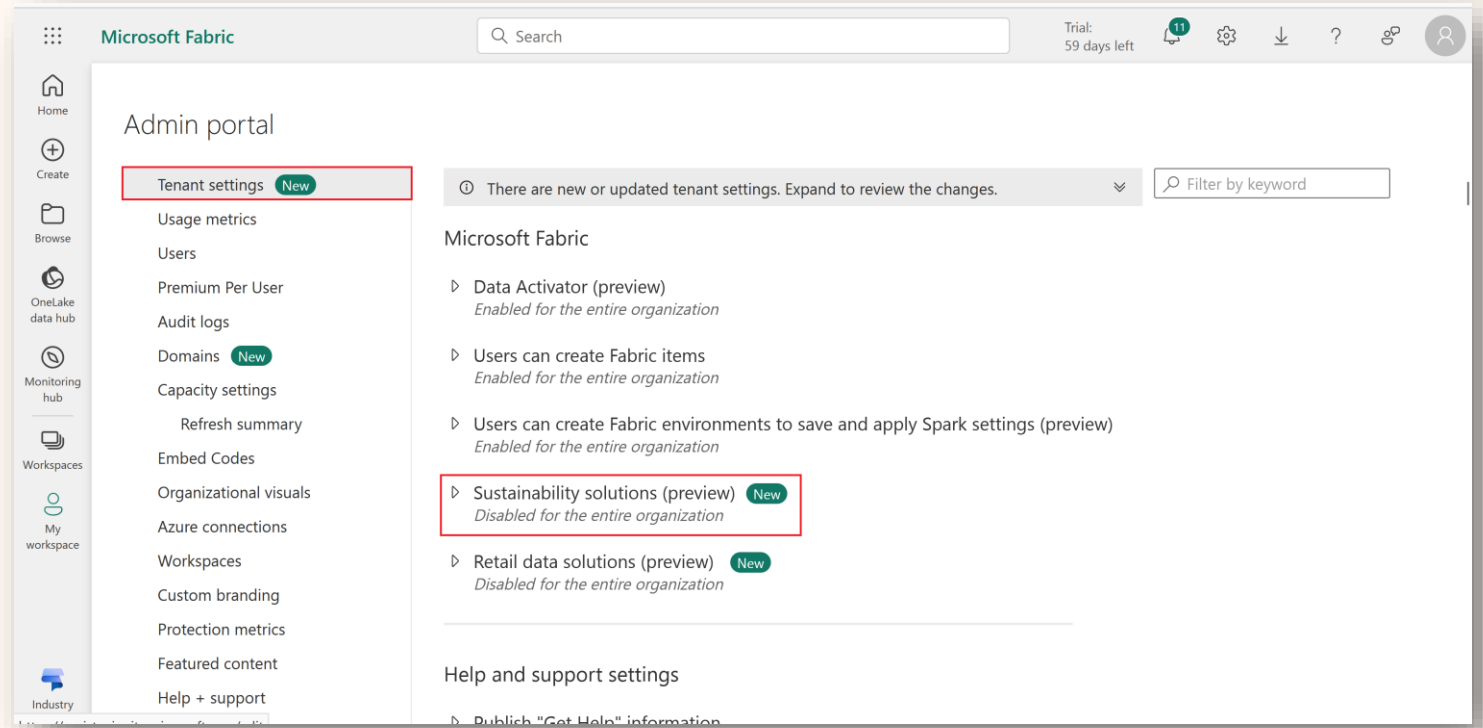 Microsoft Fabric
Search
Trial:
59 days left
11
Home
Create
Browse
OneLake
data hub
Monitoring
hub
Workspaces
My
workspace
Industry
Admin portal
Tenant settings New
Usage metrics
Users
Premium Per User
Audit logs
Domains New
Capacity settings
Refresh summary
Embed Codes
Organizational visuals
Azure connections
Workspaces
Custom branding
Protection metrics
Featured content
Help + support
There are new or updated tenant settings. Expand to review the changes.
Filter by keyword
Microsoft Fabric
Data Activator (preview)
Enabled for the entire organization
Users can create Fabric items
Enabled for the entire organization
Users can create Fabric environments to save and apply Spark settings (preview)
Enabled for the entire organization
Sustainability solutions (preview) New
Disabled for the entire organization
Retail data solutions (preview) New
Disabled for the entire organization
Help and support settings
Publish "Get Help" information